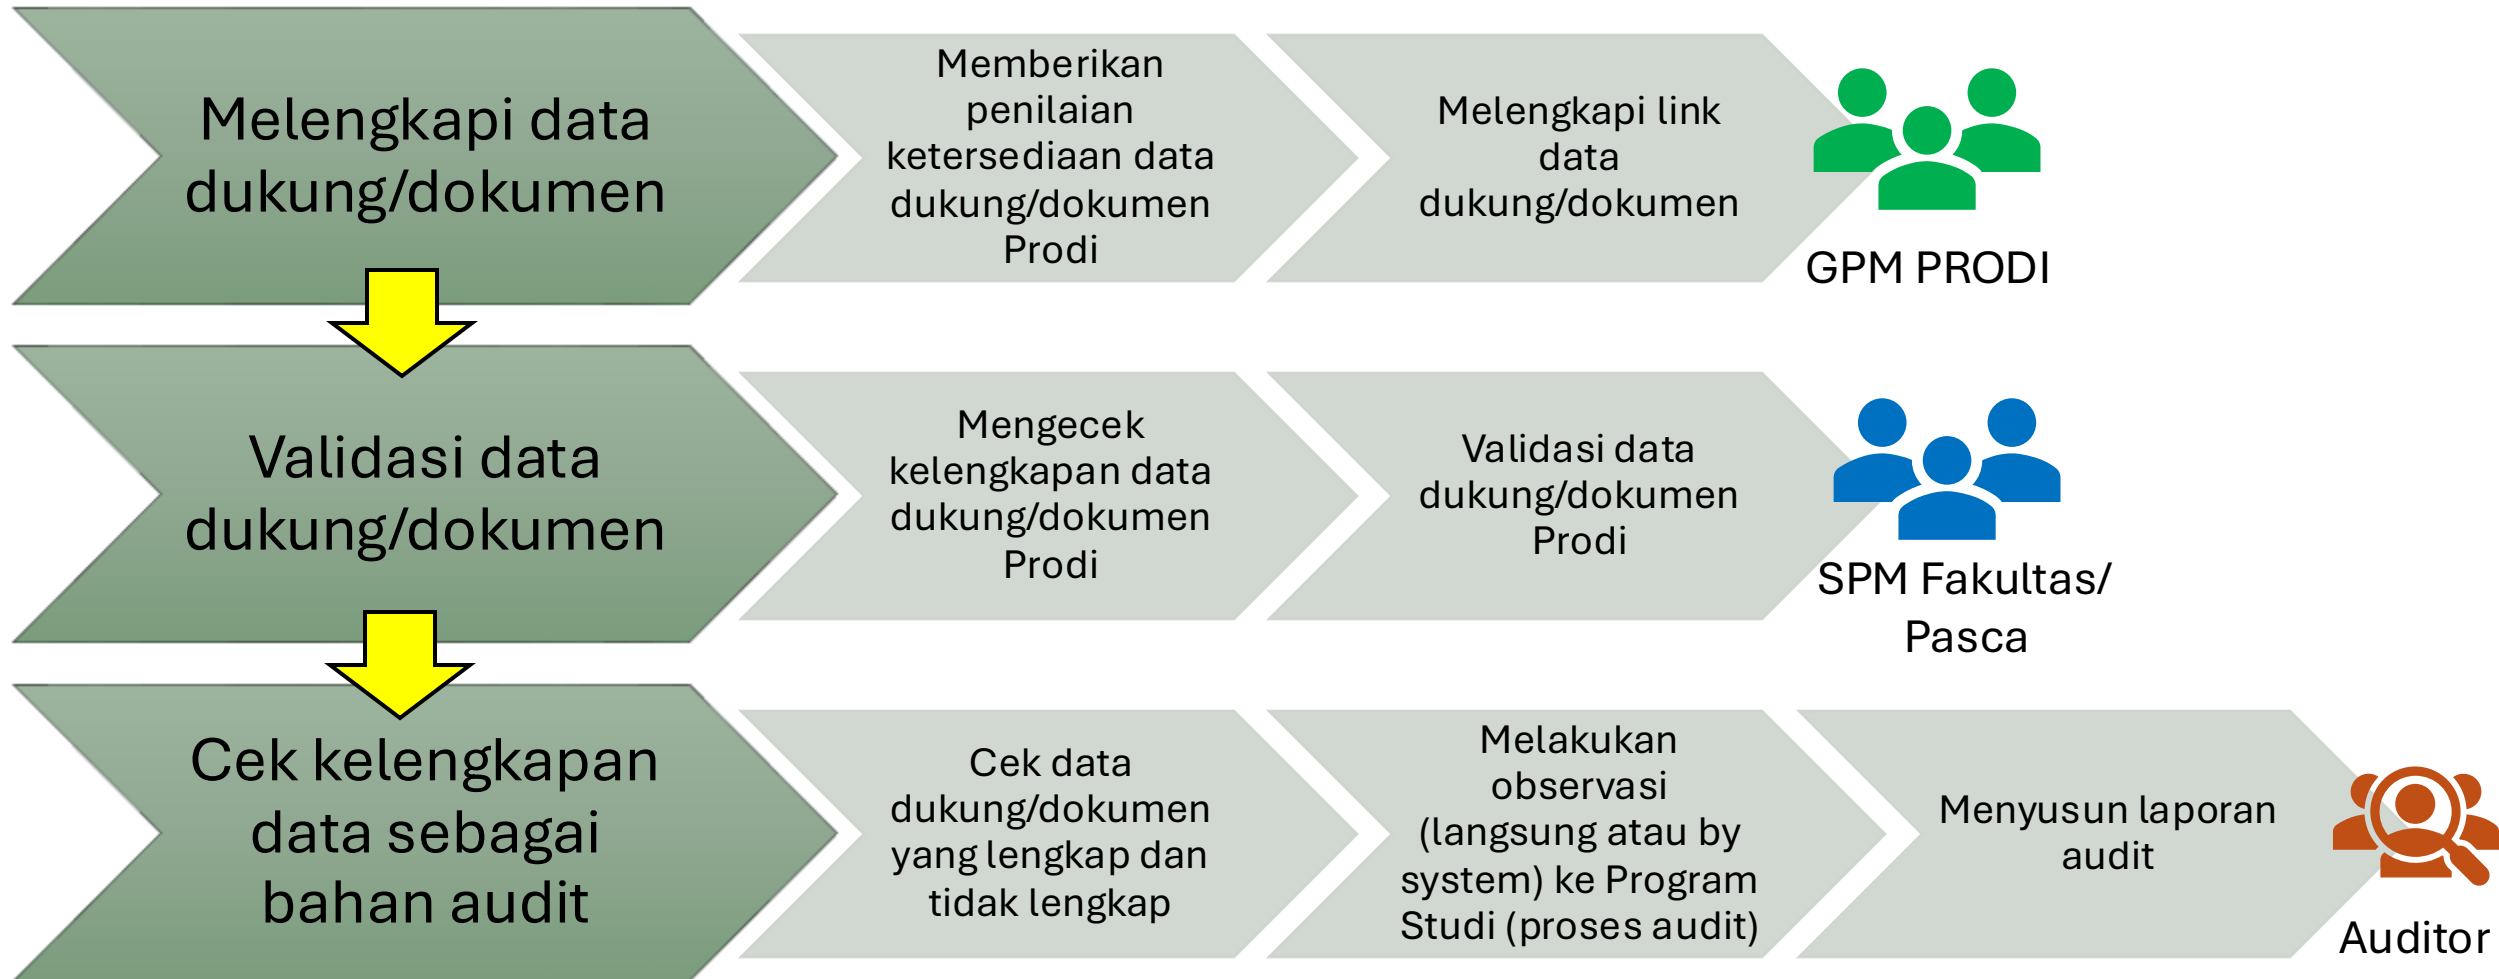 Melengkapi data
dukung/dokumen
Memberikan
penilaian
ketersediaan data
dukung/dokumen
Prodi
Melengkapi link
data
dukung/dokumen
GPM PRODI
Validasi data
dukung/dokumen
Mengecek
kelengkapan data
dukung/dokumen
Prodi
Validasi data
dukung/dokumen
Prodi
SPM Fakultas/
Pasca
Cek kelengkapan
data sebagai
bahan audit
Cek data
dukung/dokumen
yang lengkap dan
tidak lengkap
Melakukan
observasi
(langsung atau by
system) ke Program
Studi (proses audit)
Menyusun laporan
audit
Auditor